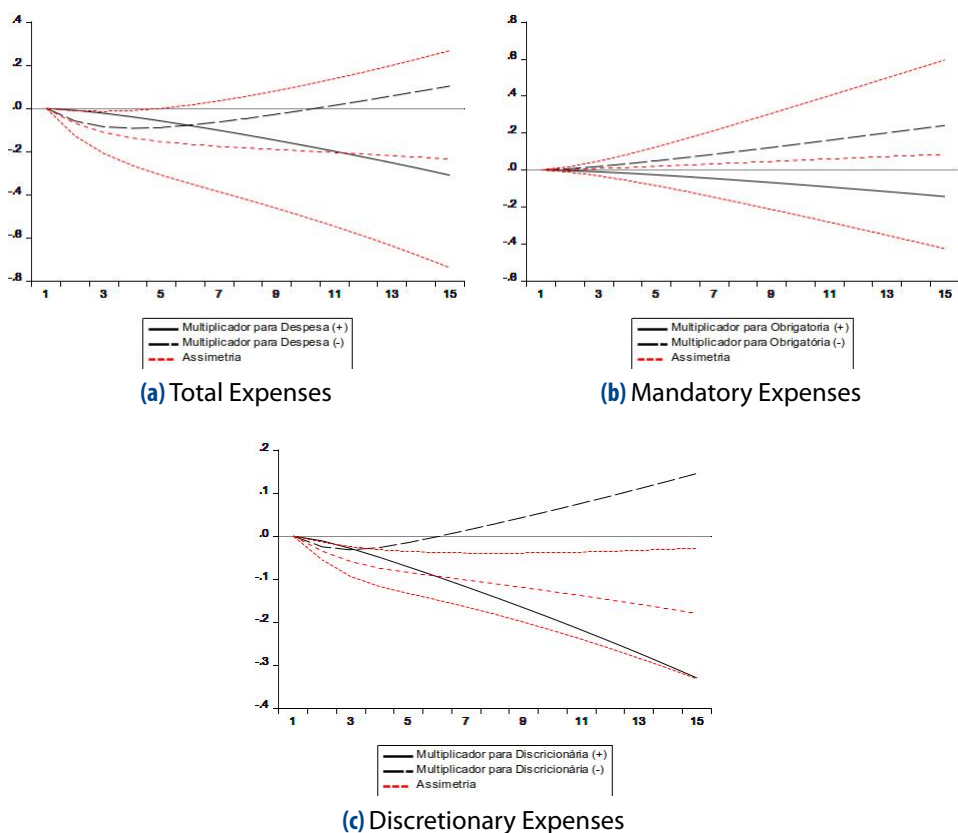 .4
.2
.0
-.2
-.4
-.6
-.8
1 3 5 7 9 11 13 15
Multiplicador para Despesa (+)
Multiplicador para Despesa (-)
Assimetria
(a) Total Expenses
.8
.6
.4
.2
.0
-.2
-.4
-.6
1 3 5 7 9 11 13 15
Multiplicador para Obrigatoria (+)
Multiplicador para Obrigatória (-)
Assimetria
(b) Mandatory Expenses
.2
.1
.0
-.1
-.2
-.3
-.4
1 3 5 7 9 11 13 15
Multiplicador para Discricionária (+)
Multiplicador para Discricionária (-)
Assimetria
(c) Discretionary Expenses